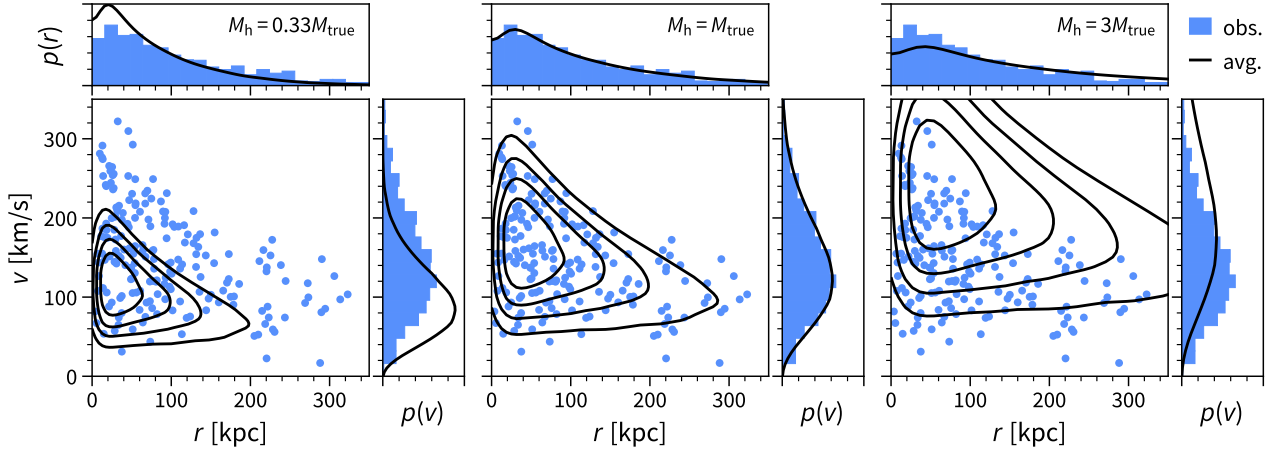 p(r)
M_h = 0.33M_true
M_h = M_true
M_h = 3M_true
obs.
avg.
v [km/s]
300
200
100
0
0 100 200 300
r [kpc]
p(v)
0 100 200 300
r [kpc]
p(v)
0 100 200 300
r [kpc]
p(v)